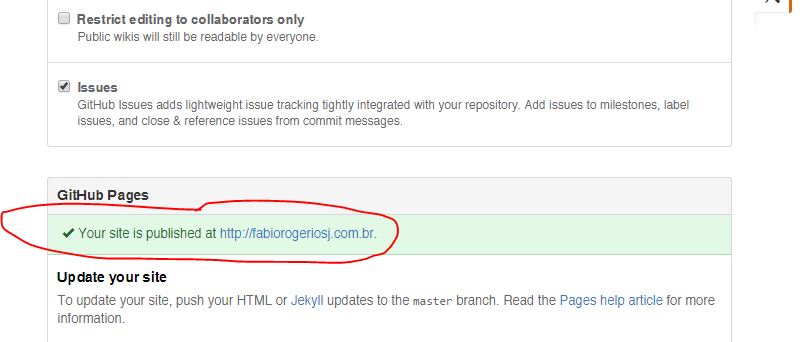 Restrict editing to collaborators only
Public wikis will still be readable by everyone.
Issues
GitHub Issues adds lightweight issue tracking tightly integrated with your repository. Add issues to milestones, label
issues, and close & reference issues from commit messages.
GitHub Pages
Your site is published at http://fabiorogeriosj.com.br.
Update your site
To update your site, push your HTML or Jekyll updates to the master branch. Read the Pages help article for more
information.